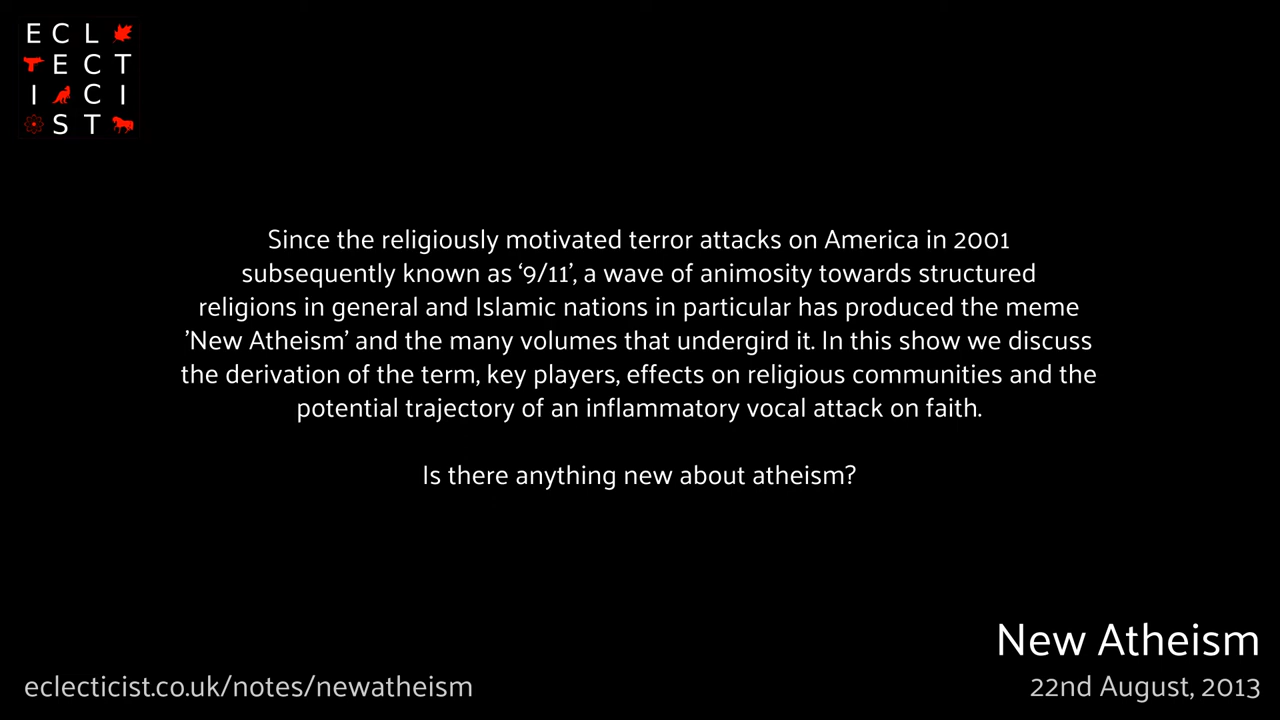 E C L
E C T
I C I
S T
Since the religiously motivated terror attacks on America in 2001
subsequently known as ‘9/11’, a wave of animosity towards structured
religions in general and Islamic nations in particular has produced the meme
’New Atheism’ and the many volumes that undergird it. In this show we discuss
the derivation of the term, key players, effects on religious communities and the
potential trajectory of an inflammatory vocal attack on faith.
Is there anything new about atheism?
New Atheism
eclecticist.co.uk/notes/newatheism
22nd August, 2013